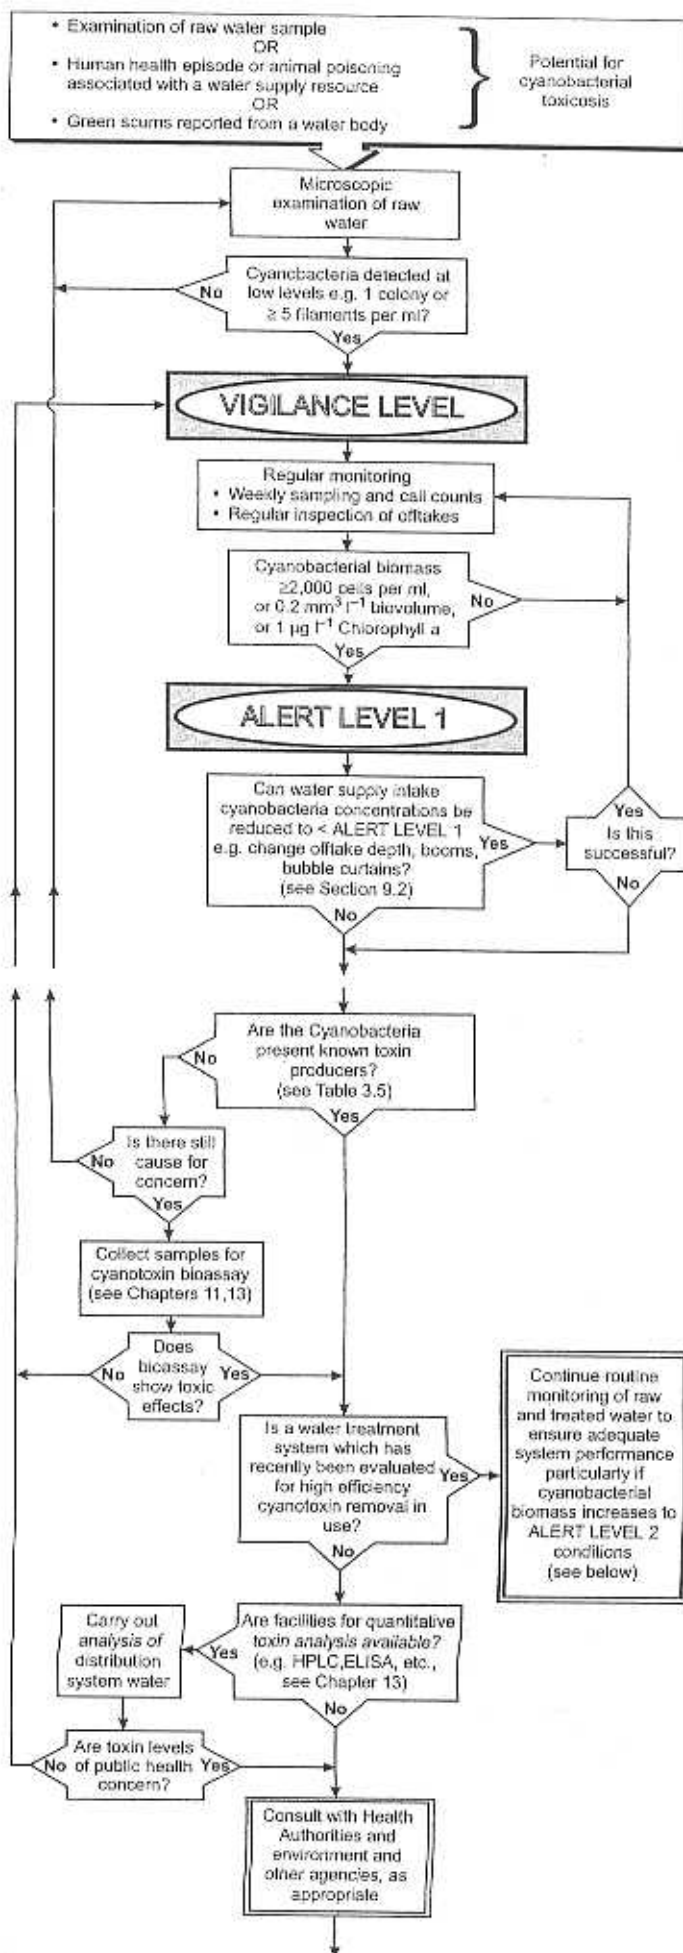 • Examination of raw water sample
OR
• Human health episode or animal poisoning
associated with a water supply resource
OR
• Green scums reported from a water body
Potential for
cyanobacterial
toxicosis
Microscopic
examination of raw
water
Cyanobacteria detected at
low levels e.g. 1 colony or
≥ 5 filaments per ml?
No
Yes
VIGILANCE LEVEL
Regular monitoring
• Weekly sampling and cell counts
• Regular inspection of offtakes
Cyanobacterial biomass
≥2,000 cells per ml,
or 0.2 mm³ l⁻¹ biovolume,
or 1 µg l⁻¹ Chlorophyll a
No
Yes
ALERT LEVEL 1
Can water supply intake
cyanobacteria concentrations be
reduced to < ALERT LEVEL 1
e.g. change offtake depth, booms,
bubble curtains?
(see Section 9.2)
Yes
No
Yes
Is this
successful?
No
Are the Cyanobacteria
present known toxin
producers?
(see Table 3.5)
No
Yes
Is there still
cause for
concern?
No
Yes
Collect samples for
cyanotoxin bioassay
(see Chapters 11,13)
Does
bioassay
show toxic
effects?
No
Yes
Is a water treatment
system which has
recently been evaluated
for high efficiency
cyanotoxin removal in
use?
Yes
No
Continue routine
monitoring of raw
and treated water to
ensure adequate
system performance
particularly if
cyanobacterial
biomass increases to
ALERT LEVEL 2
conditions
(see below)
Are facilities for quantitative
toxin analysis available?
(e.g. HPLC,ELISA, etc.,
see Chapter 13)
Yes
No
Carry out
analysis of
distribution
system water
Are toxin levels
of public health
concern?
No
Yes
Consult with Health
Authorities and
environment and
other agencies, as
appropriate